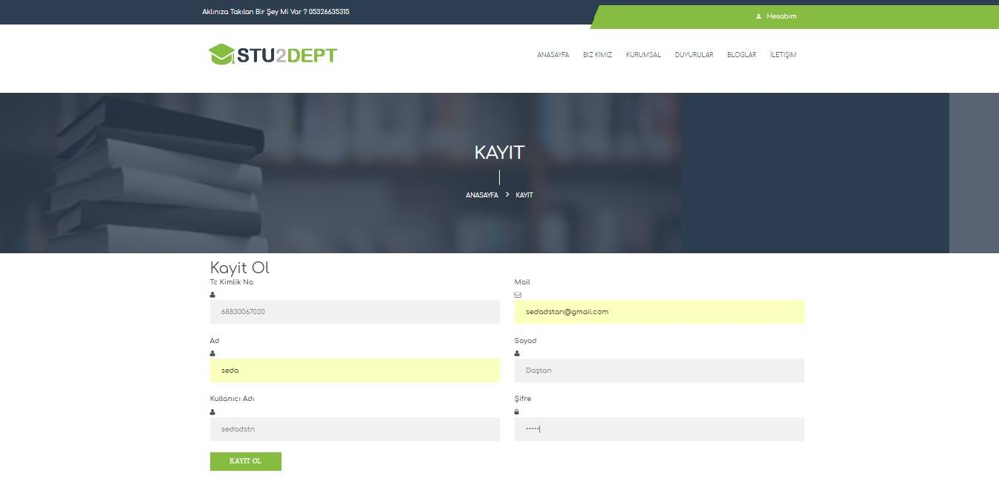 Aklınıza Takılan Bir Şey Mi Var ? 05326635315
Hesabım
STU2DEPT
ANASAYFA BIZ KIMIZ KURUMSAL DUYURULAR BLOGLAR İLETİŞİM
KAYIT
ANASAYFA > KAYIT
Kayit Ol
Tc Kimlik No
68830067020
Mail
sedadstan@gmail.com
Ad
seda
Soyad
Daştan
Kullanıcı Adı
sedadstn
Şifre
•••••
KAYIT OL